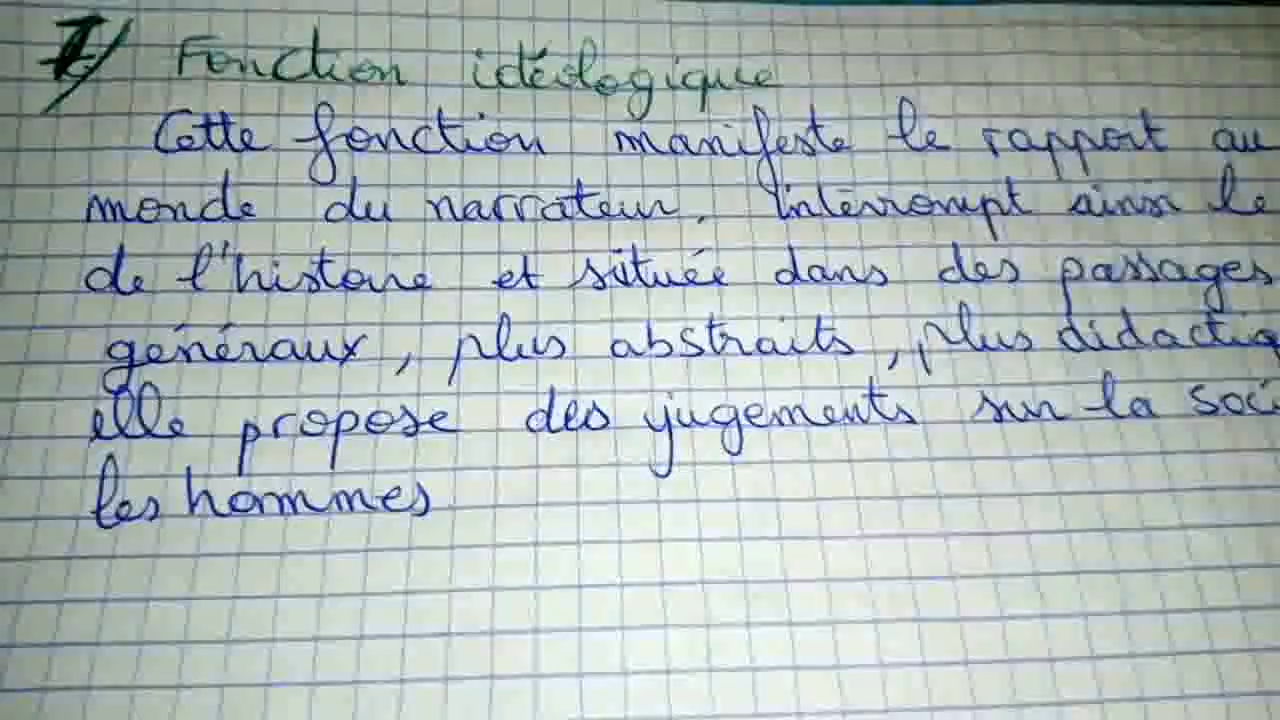 Fonction idéologique
Cette fonction manifeste le rapport au
monde du narrateur. Interrompt ainsi le
de l'histoire et située dans des passages
généraux, plus abstraits, plus didactiq
elle propose des jugements sur la soci
les hommes